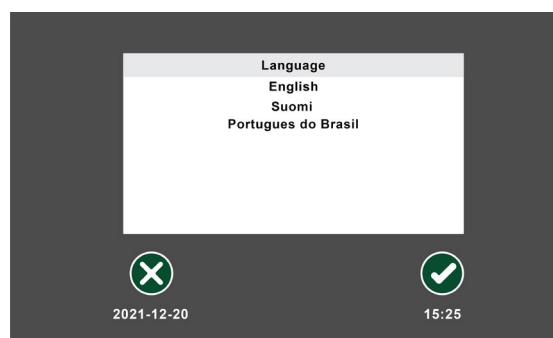 Language
English
Suomi
Portugues do Brasil
2021-12-20
15:25